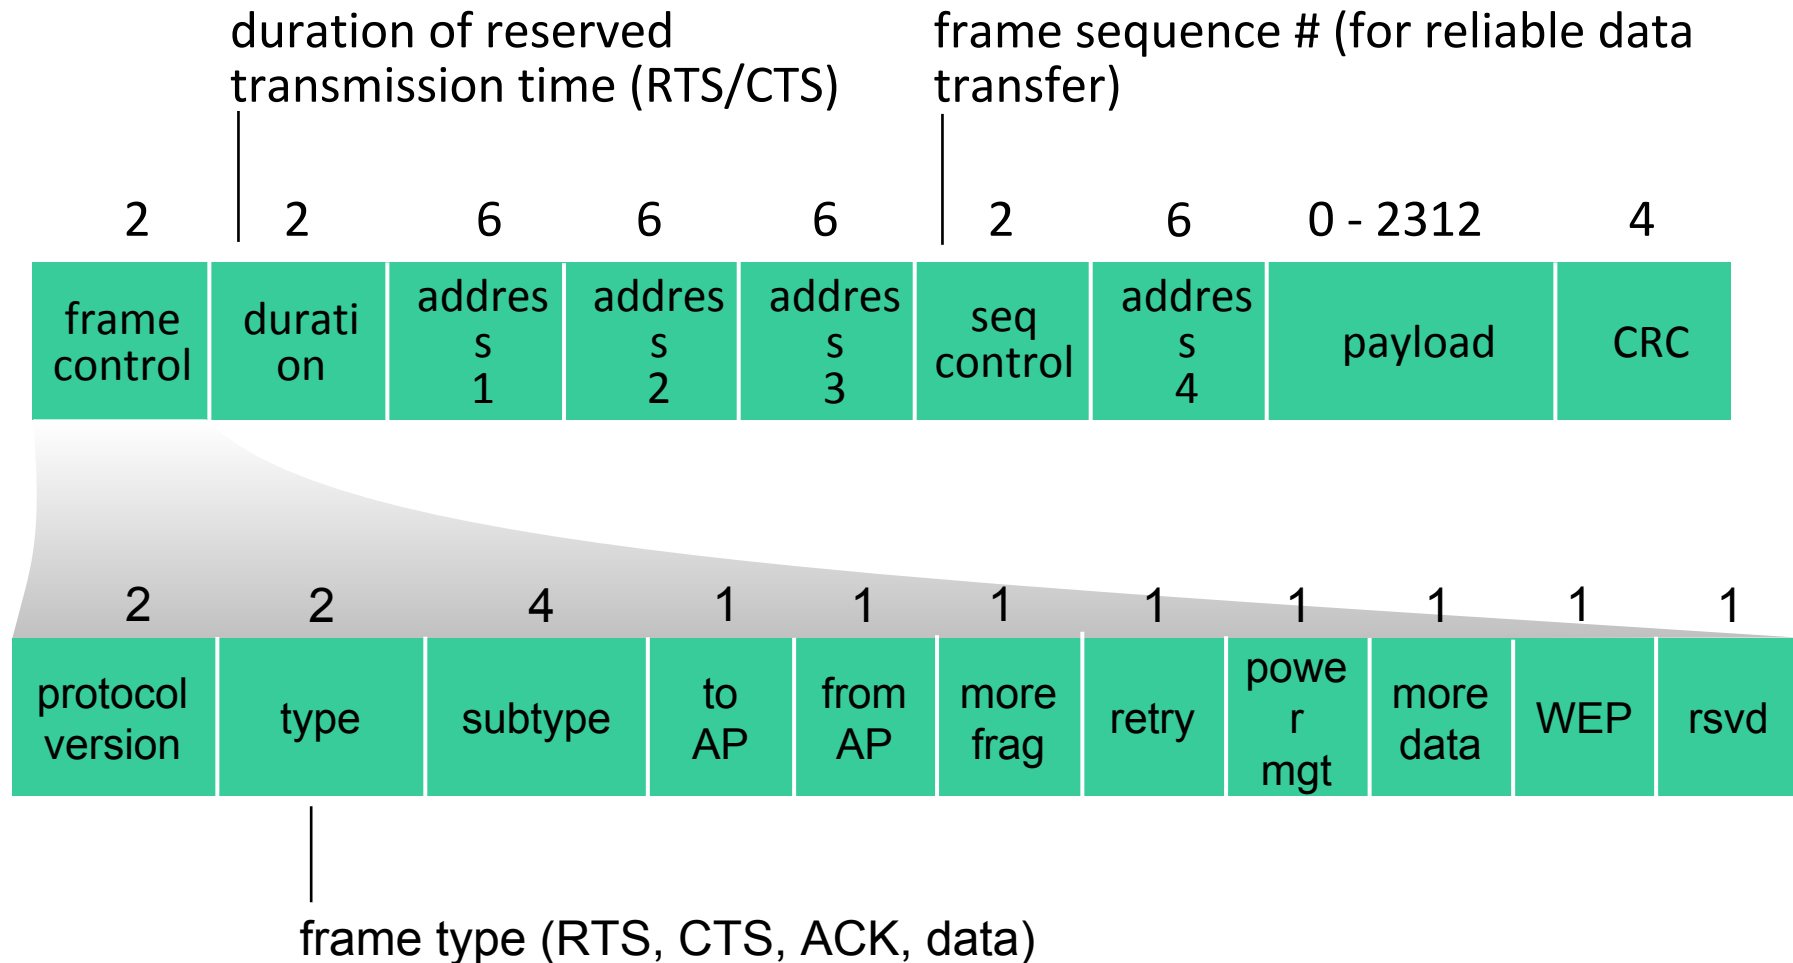 duration of reserved
transmission time (RTS/CTS)
frame sequence # (for reliable data
transfer)
2 2 6 6 6 2 6 0 - 2312 4
frame
control
durati
on
addres
s
1
addres
s
2
addres
s
3
seq
control
addres
s
4
payload
CRC
2 2 4 1 1 1 1 1 1 1 1
protocol
version
type
subtype
to
AP
from
AP
more
frag
retry
powe
r
mgt
more
data
WEP
rsvd
frame type (RTS, CTS, ACK, data)